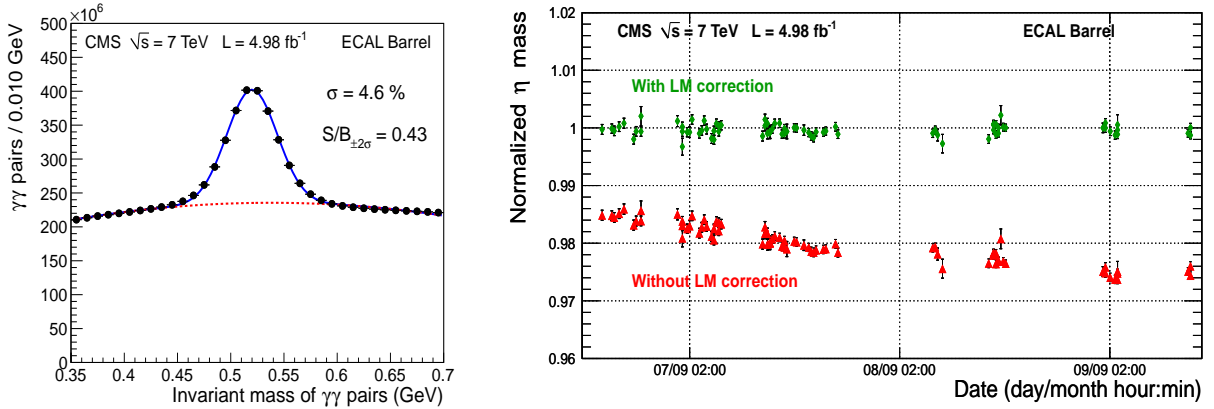 ×10⁶
500
450
400
350
300
250
200
150
100
50
0
γγ pairs / 0.010 GeV
CMS √s = 7 TeV L = 4.98 fb⁻¹ ECAL Barrel
σ = 4.6 %
S/B±2σ = 0.43
0.35 0.4 0.45 0.5 0.55 0.6 0.65 0.7
Invariant mass of γγ pairs (GeV)
1.02
1.01
1
0.99
0.98
0.97
0.96
Normalized η mass
CMS √s = 7 TeV L = 4.98 fb⁻¹ ECAL Barrel
With LM correction
Without LM correction
07/09 02:00 08/09 02:00 09/09 02:00
Date (day/month hour:min)